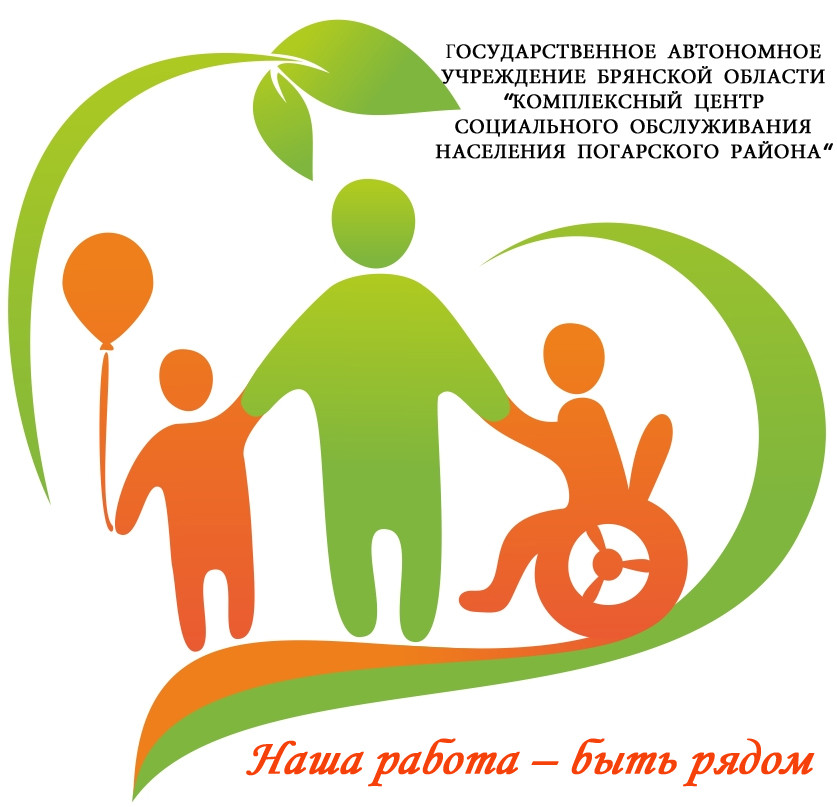 ГОСУДАРСТВЕННОЕ АВТОНОМНОЕ
УЧРЕЖДЕНИЕ БРЯНСКОЙ ОБЛАСТИ
“КОМПЛЕКСНЫЙ ЦЕНТР
СОЦИАЛЬНОГО ОБСЛУЖИВАНИЯ
НАСЕЛЕНИЯ ПОГАРСКОГО РАЙОНА“
Наша работа – быть рядом